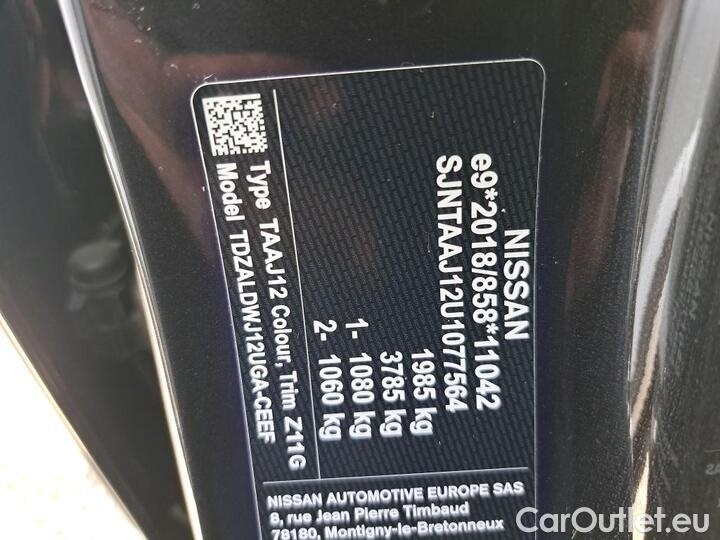 NISSAN
e9*2018/858*11042
SJNTAAJ12U1077564
1985 kg
3785 kg
1- 1080 kg
2- 1060 kg
Type TAAJ12 Colour, Trim Z11G
Model TDZALDWJ12UGA-CEEF
NISSAN AUTOMOTIVE EUROPE SAS
8, rue Jean Pierre Timbaud
78180, Montigny-le-Bretonneux
CarOutlet.eu